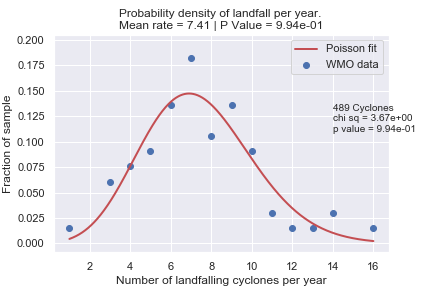 Probability density of landfall per year.
Mean rate = 7.41 | P Value = 9.94e-01
0.200
0.175
0.150
0.125
0.100
0.075
0.050
0.025
0.000
Fraction of sample
Poisson fit
WMO data
489 Cyclones
chi sq = 3.67e+00
p value = 9.94e-01
2 4 6 8 10 12 14 16
Number of landfalling cyclones per year